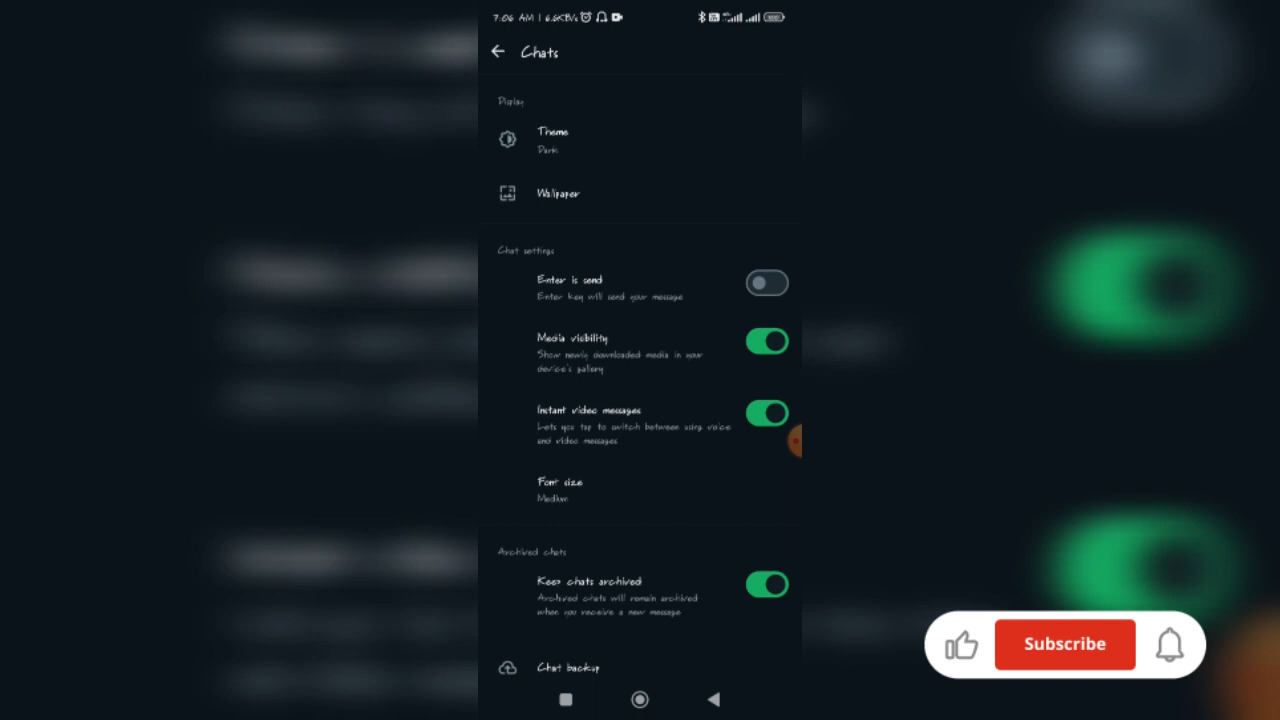 7:06 AM | 6.6KB/s
Chats
Display
Theme
Dark
Wallpaper
Chat settings
Enter is send
Enter key will send your message
Media visibility
Show newly downloaded media in your
device's gallery
Instant video messages
Lets you tap to switch between using voice
and video messages
Font size
Medium
Archived chats
Keep chats archived
Archived chats will remain archived
when you receive a new message
Chat backup
Subscribe